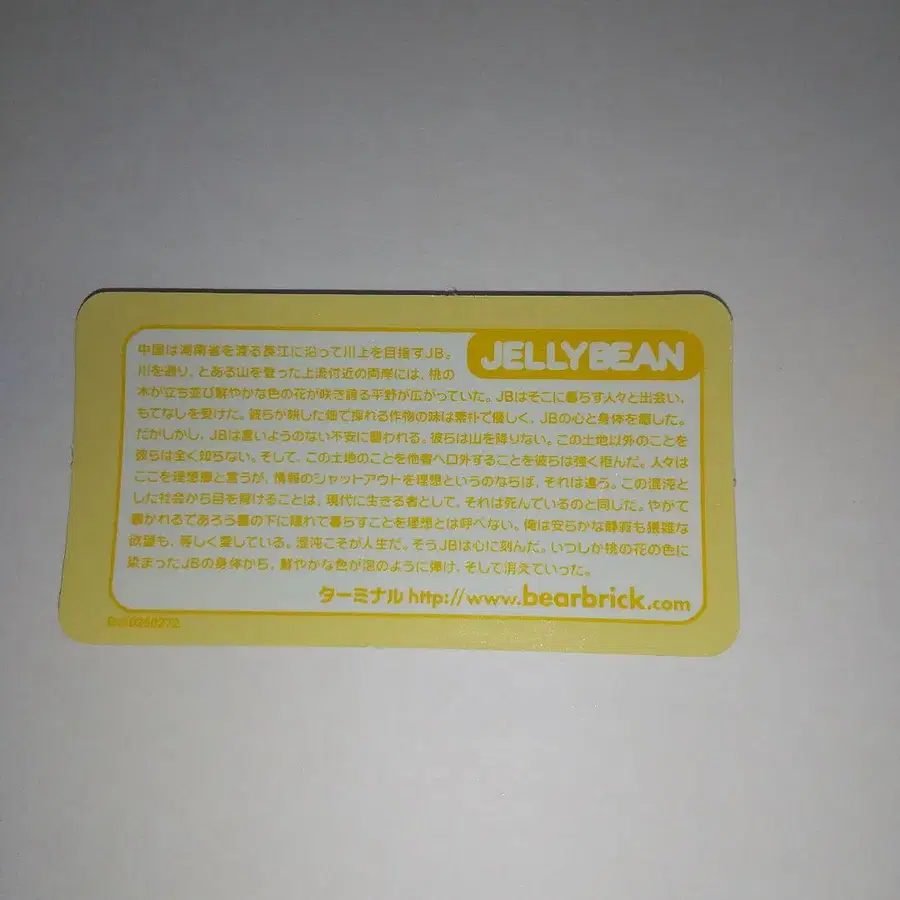 JELLYBEAN
中国は湖南省を渡る長江に沿って川上を目指すJB。
川を遡り、とある山を登った上流付近の両岸には、桃の
木が立ち並び鮮やかな色の花が咲き誇る平野が広がっていた。JBはそこに暮らす人々と出会い、
もてなしを受けた。彼らが耕した畑で採れる作物の味は素朴で優しく、JBの心と身体を癒した。
だがしかし、JBは言いようのない不安に襲われる。彼らは山を降りない。この土地以外のことを
彼らは全く知らない。そして、この土地のことを他者へ口外することを彼らは強く拒んだ。人々は
ここを理想郷と言うが、情報のシャットアウトを理想というのならば、それは違う。この混沌と
した社会から目を背けることは、現代に生きる者として、それは死んでいるのと同じた。やがて
暴かれるであろう嘘の下に隠れて暮らすことを理想とは呼べない。俺は安らかな静寂も猥雑な
欲望も、等しく愛している。混沌こそが人生だ。そうJBは心に刻んだ。いつしか桃の花の色に
染まったJBの身体から、鮮やかな色が泡のように弾け、そして消えていった。
ターミナル http://www.bearbrick.com